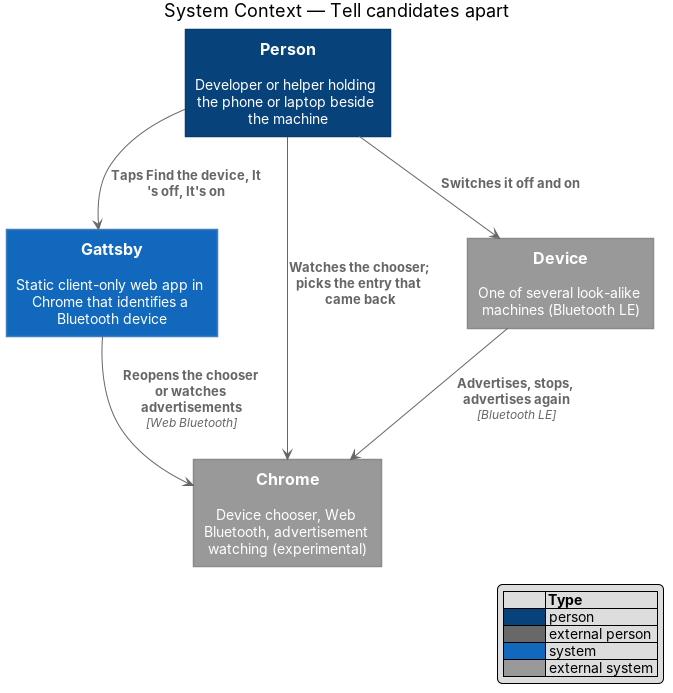 System Context — Tell candidates apart
Person
Developer or helper holding
the phone or laptop beside
the machine
Taps Find the device, It
's off, It's on
Switches it off and on
Gattsby
Static client-only web app in
Chrome that identifies a
Bluetooth device
Watches the chooser;
picks the entry that
came back
Device
One of several look-alike
machines (Bluetooth LE)
Reopens the chooser
or watches
advertisements
[Web Bluetooth]
Advertises, stops,
advertises again
[Bluetooth LE]
Chrome
Device chooser, Web
Bluetooth, advertisement
watching (experimental)
Type
person
external person
system
external system